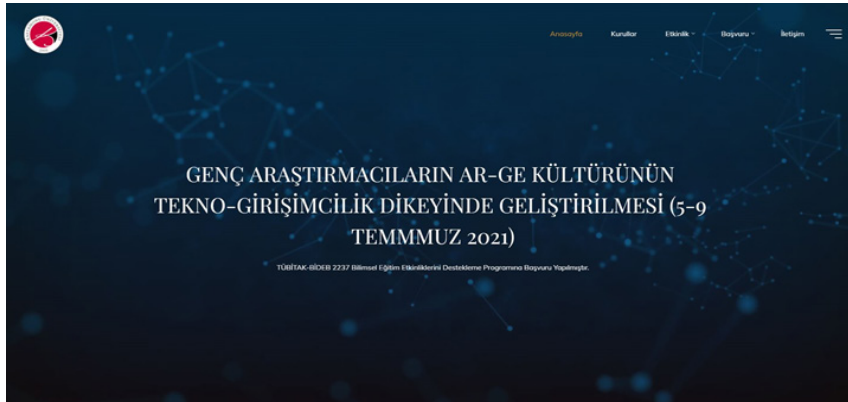 Anasayfa Kurullar Etkinlik Başvuru İletişim
GENÇ ARAŞTIRMACILARIN AR-GE KÜLTÜRÜNÜN
TEKNO-GİRİŞİMCİLİK DİKEYİNDE GELİŞTİRİLMESİ (5-9
TEMMMUZ 2021)
TÜBİTAK-BİDEB 2237 Bilimsel Eğitim Etkinliklerini Destekleme Programına Başvuru Yapılmıştır.